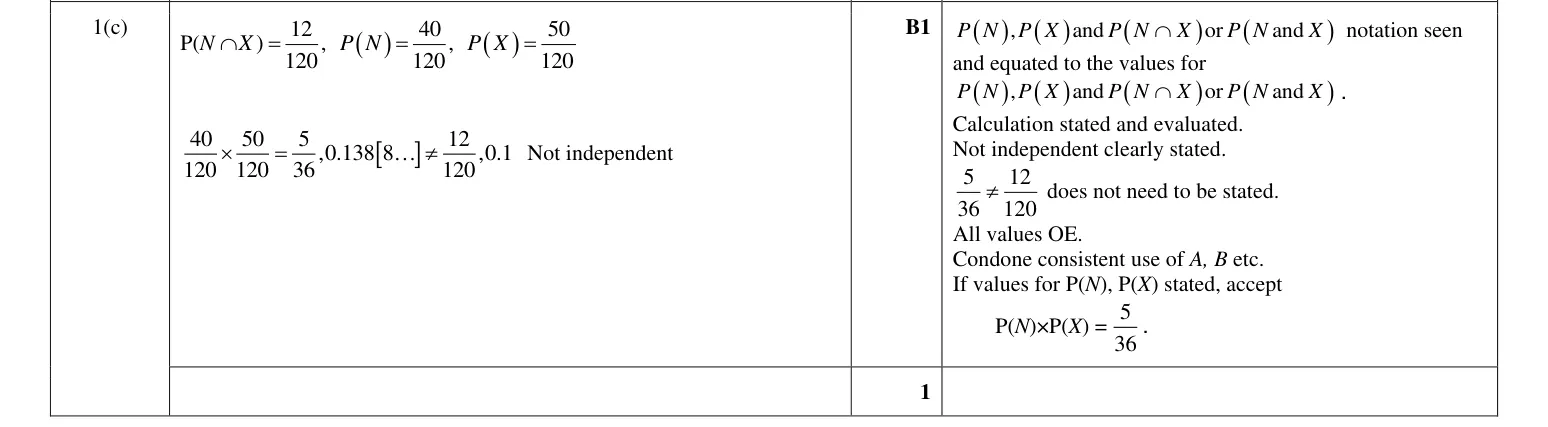 1(c)
P(N ∩ X) = 12/120, P(N) = 40/120, P(X) = 50/120
40/120 × 50/120 = 5/36, 0.138[8…] ≠ 12/120, 0.1 Not independent
B1
P(N), P(X) and P(N ∩ X) or P(N and X) notation seen
and equated to the values for
P(N), P(X) and P(N ∩ X) or P(N and X) .
Calculation stated and evaluated.
Not independent clearly stated.
5/36 ≠ 12/120 does not need to be stated.
All values OE.
Condone consistent use of A, B etc.
If values for P(N), P(X) stated, accept
P(N)×P(X) = 5/36 .
1